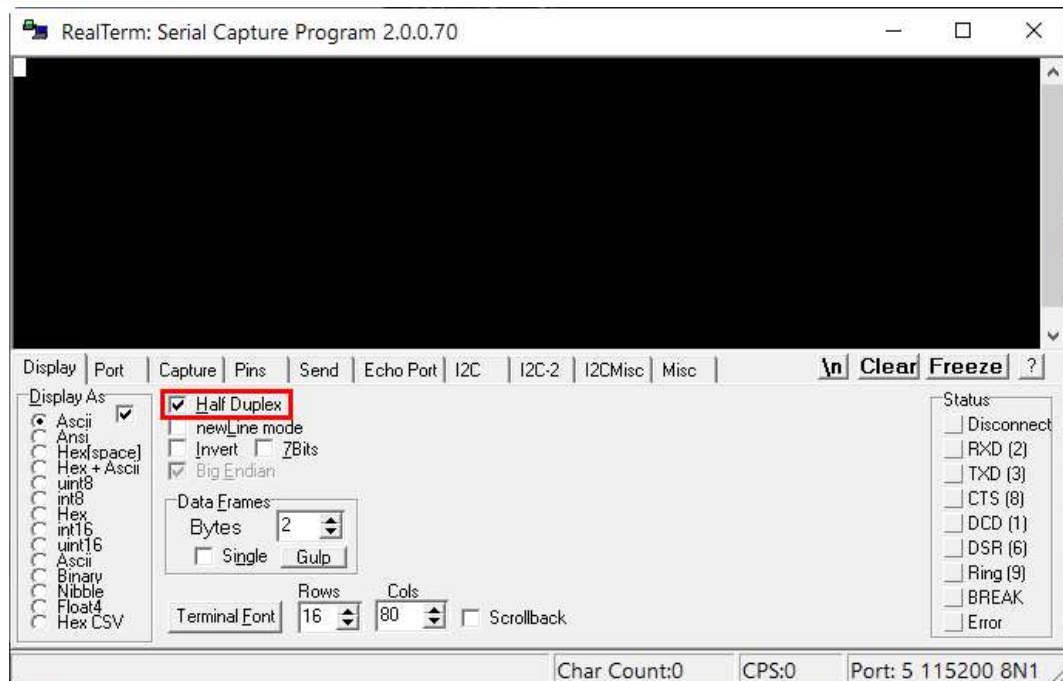 RealTerm: Serial Capture Program 2.0.0.70
Display Port Capture Pins Send Echo Port I2C I2C-2 I2CMisc Misc \n Clear Freeze ?
Display As
Ascii
Ansi
Hex[space]
Hex + Ascii
uint8
int8
Hex
int16
uint16
Ascii
Binary
Nibble
Float4
Hex CSV
Half Duplex
newLine mode
Invert 7Bits
Big Endian
Data Frames
Bytes 2
Single Gulp
Rows Cols
Terminal Font 16 80 Scrollback
Status
Disconnect
RXD (2)
TXD (3)
CTS (8)
DCD (1)
DSR (6)
Ring (9)
BREAK
Error
Char Count:0 CPS:0 Port: 5 115200 8N1